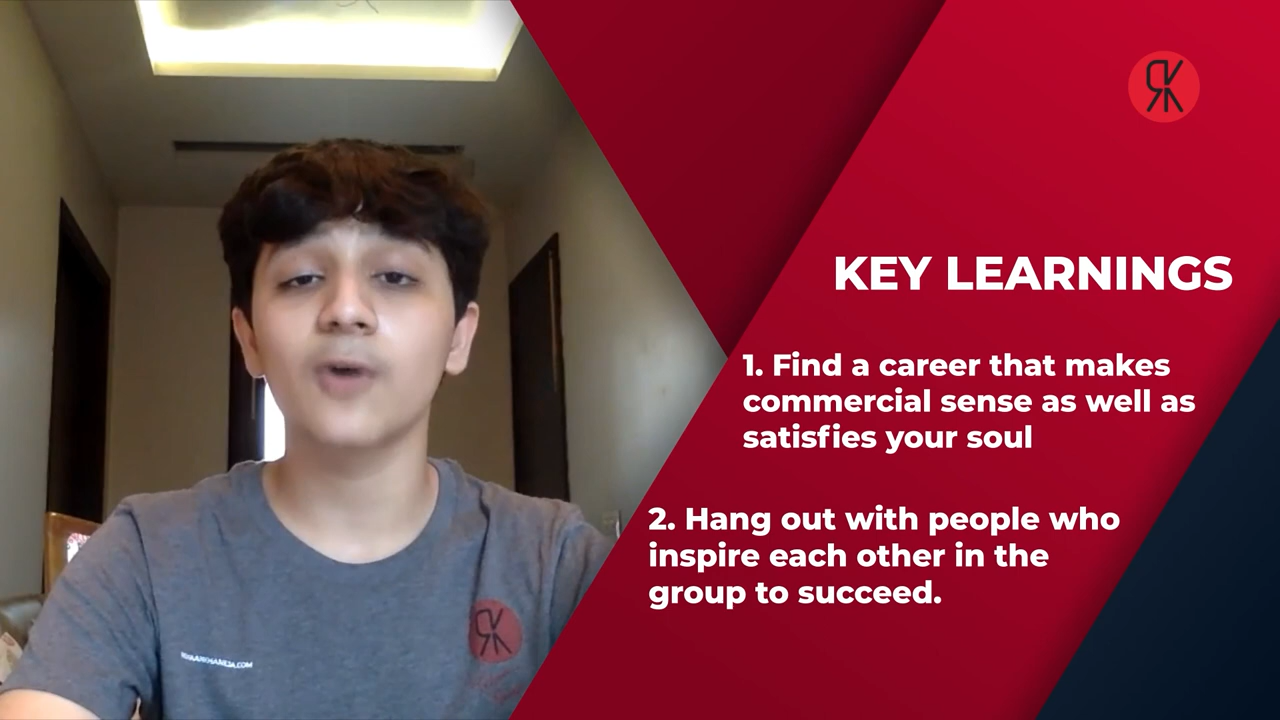 KEY LEARNINGS
1. Find a career that makes
commercial sense as well as
satisfies your soul
2. Hang out with people who
inspire each other in the
group to succeed.